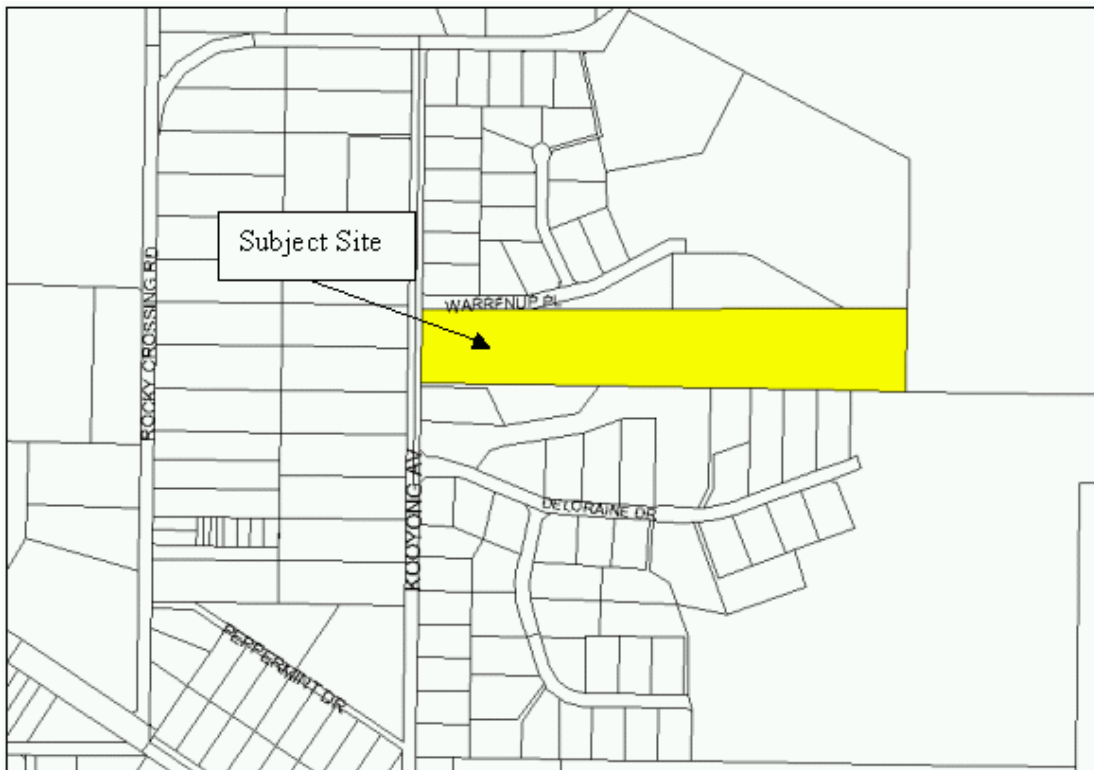 Subject Site
WARRENUP PL
ROCKY CROSSING RD
KOOYONG AV
DELORAINE DR
PEPPERMINT DR